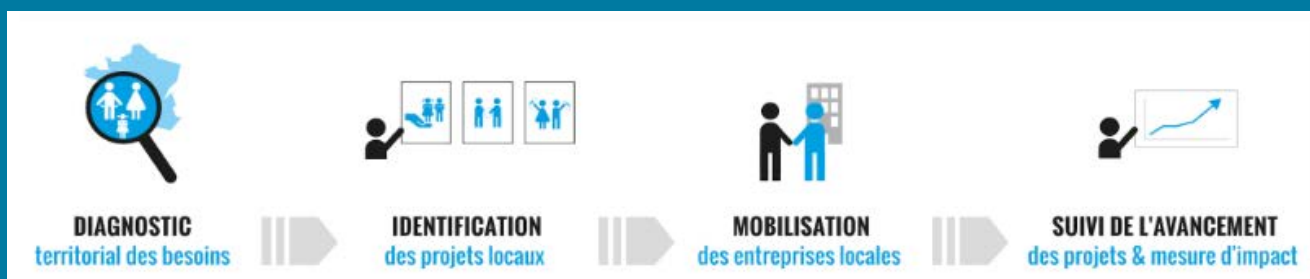 DIAGNOSTIC
territorial des besoins
IDENTIFICATION
des projets locaux
MOBILISATION
des entreprises locales
SUIVI DE L'AVANCEMENT
des projets & mesure d'impact